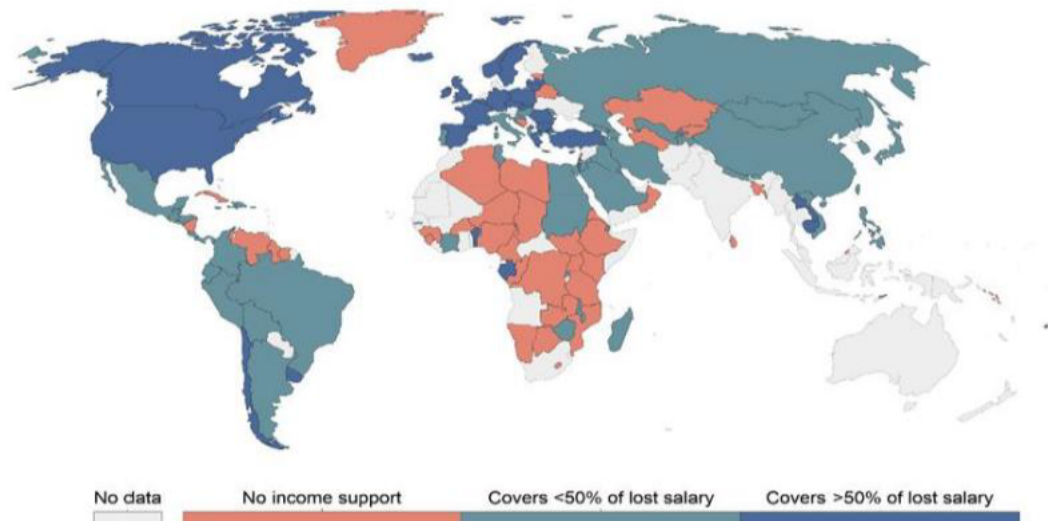 No data
No income support
Covers <50% of lost salary
Covers >50% of lost salary